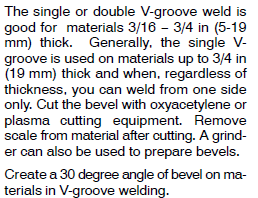 The single or double V-groove weld is
good for materials 3/16 – 3/4 in (5-19
mm) thick. Generally, the single V-
groove is used on materials up to 3/4 in
(19 mm) thick and when, regardless of
thickness, you can weld from one side
only. Cut the bevel with oxyacetylene or
plasma cutting equipment. Remove
scale from material after cutting. A grind-
er can also be used to prepare bevels.
Create a 30 degree angle of bevel on ma-
terials in V-groove welding.